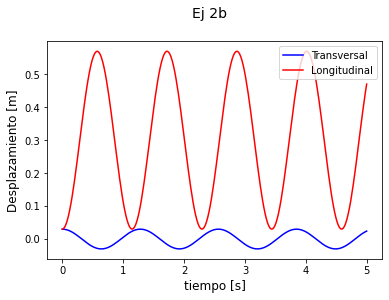 Ej 2b
Transversal
Longitudinal
Desplazamiento [m]
0.5
0.4
0.3
0.2
0.1
0.0
0 1 2 3 4 5
tiempo [s]